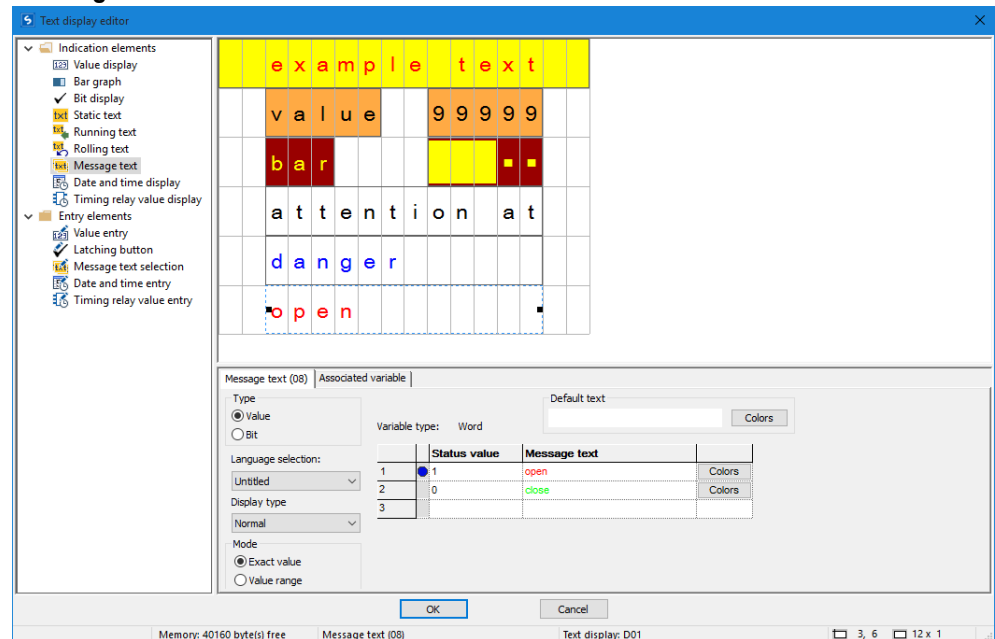 Text display editor
Indication elements
Value display
Bar graph
Bit display
Static text
Running text
Rolling text
Message text
Date and time display
Timing relay value display
Entry elements
Value entry
Latching button
Message text selection
Date and time entry
Timing relay value entry
example text
value 99999
bar
attention at
danger
open
Message text (08) Associated variable
Type
Value
Bit
Variable type: Word
Default text
Colors
Language selection:
Untitled
Display type
Normal
Mode
Exact value
Value range
Status value Message text
1 1 open Colors
2 0 close Colors
3
OK Cancel
Memory: 40160 byte(s) free Message text (08) Text display: D01 3, 6 12 x 1